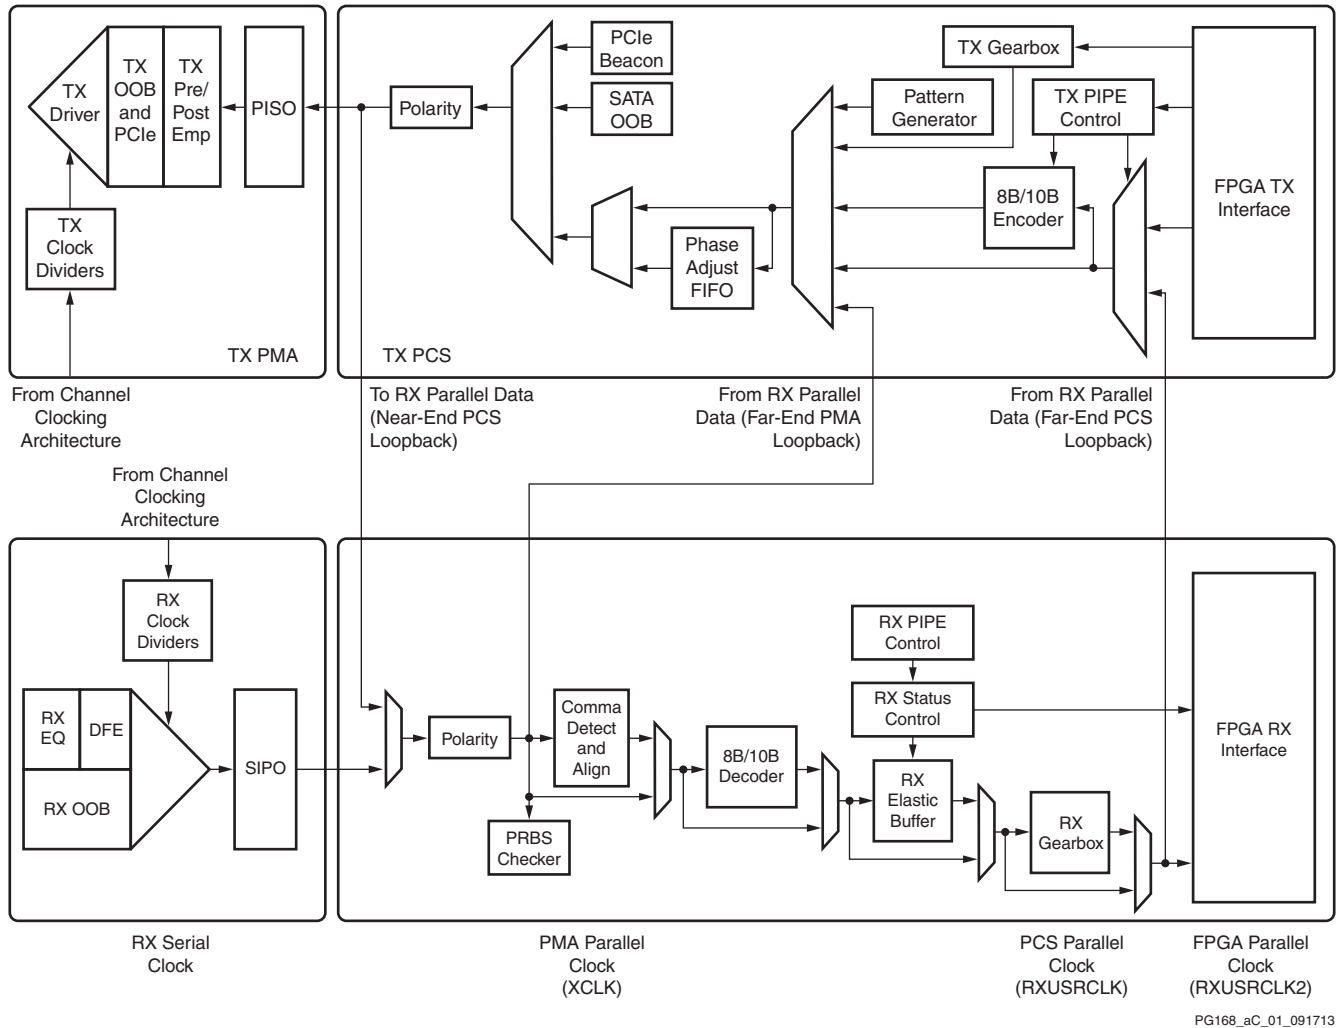 TX
Driver
TX
OOB
and
PCIe
TX
Pre/
Post
Emp
PISO
TX
Clock
Dividers
TX PMA
Polarity
PCIe
Beacon
SATA
OOB
Phase
Adjust
FIFO
TX Gearbox
Pattern
Generator
TX PIPE
Control
8B/10B
Encoder
FPGA TX
Interface
TX PCS
From Channel
Clocking
Architecture
To RX Parallel Data
(Near-End PCS
Loopback)
From RX Parallel
Data (Far-End PMA
Loopback)
From RX Parallel
Data (Far-End PCS
Loopback)
From Channel
Clocking
Architecture
RX
Clock
Dividers
RX
EQ
DFE
RX OOB
SIPO
Polarity
PRBS
Checker
Comma
Detect
and
Align
8B/10B
Decoder
RX PIPE
Control
RX Status
Control
RX
Elastic
Buffer
RX
Gearbox
FPGA RX
Interface
RX Serial
Clock
PMA Parallel
Clock
(XCLK)
PCS Parallel
Clock
(RXUSRCLK)
FPGA Parallel
Clock
(RXUSRCLK2)
PG168_aC_01_091713